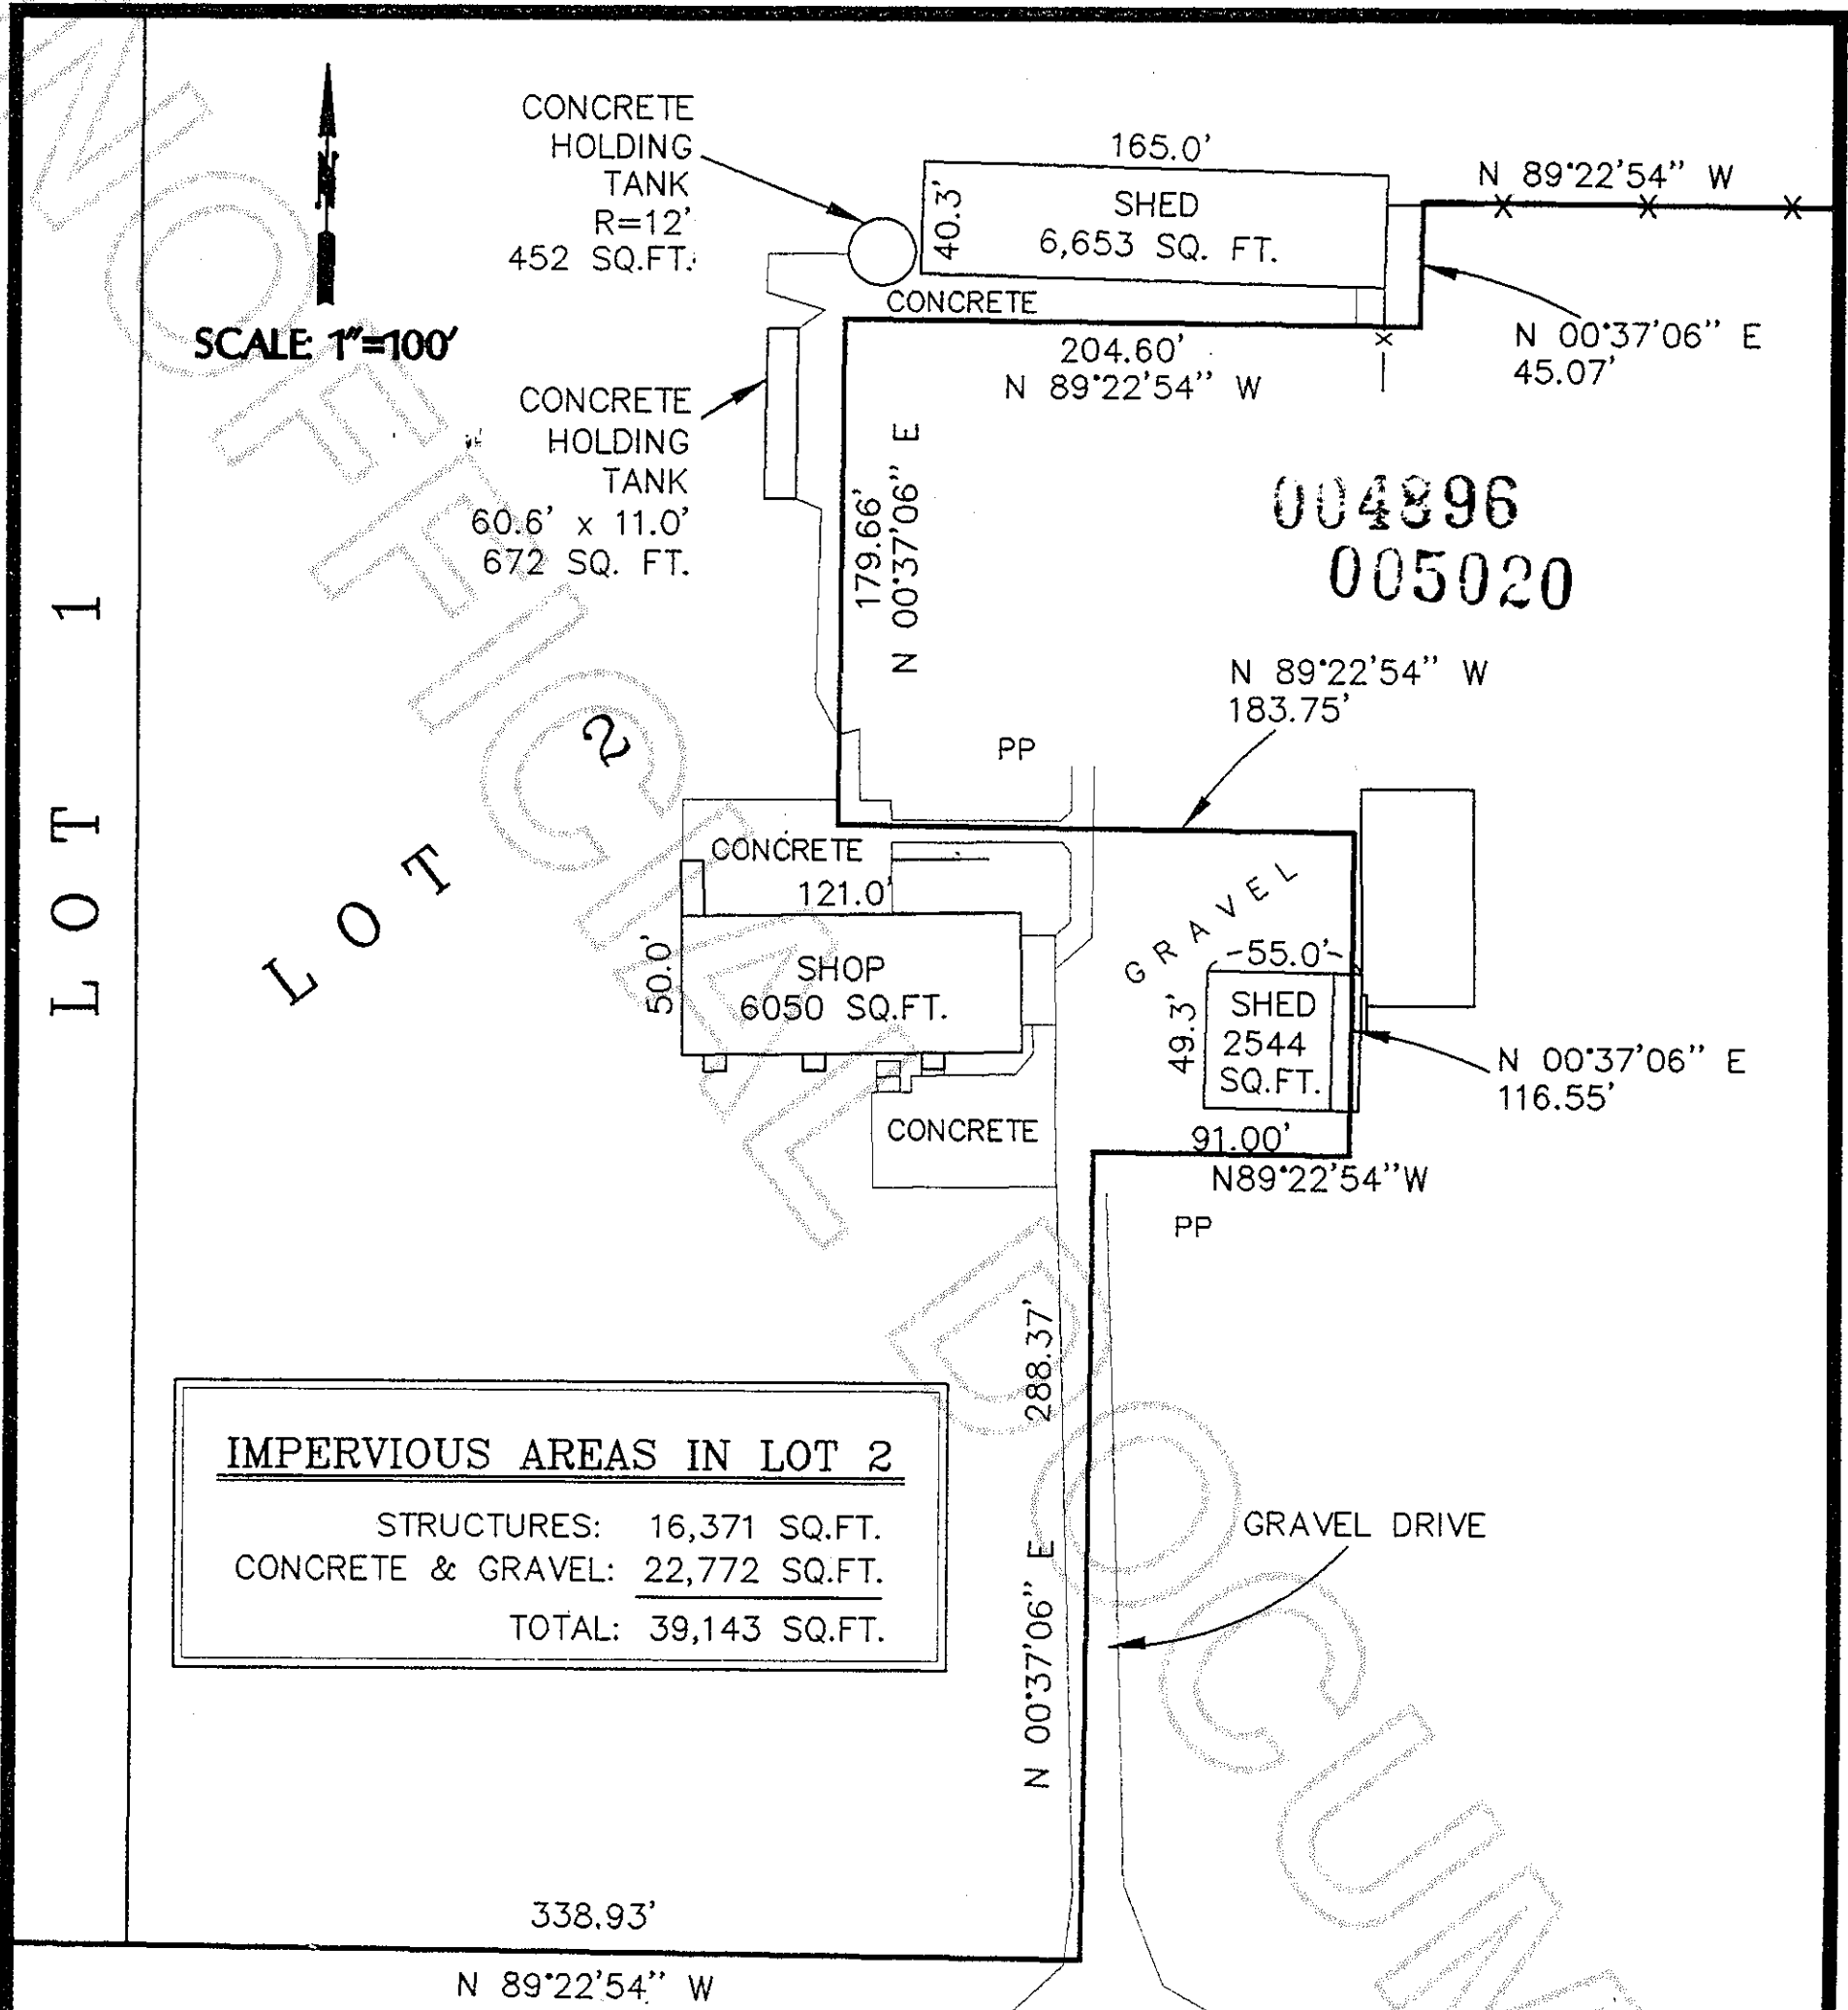 CONCRETE
HOLDING
TANK
R=12'
452 SQ.FT.
165.0'
40.3'
SHED
6,653 SQ. FT.
N 89°22'54" W
CONCRETE
N
SCALE: 1"=100'
204.60'
N 89°22'54" W
N 00°37'06" E
45.07'
CONCRETE
HOLDING
TANK
60.6' x 11.0'
672 SQ. FT.
179.66'
N 00°37'06" E
004896
005020
LOT 1
LOT 2
N 89°22'54" W
183.75'
PP
CONCRETE
121.0'
50.0'
SHOP
6050 SQ.FT.
GRAVEL
55.0'
49.3'
SHED
2544
SQ.FT.
N 00°37'06" E
116.55'
CONCRETE
91.00'
N89°22'54"W
PP
N 00°37'06" E 288.37'
IMPERVIOUS AREAS IN LOT 2
STRUCTURES: 16,371 SQ.FT.
CONCRETE & GRAVEL: 22,772 SQ.FT.
TOTAL: 39,143 SQ.FT.
GRAVEL DRIVE
338.93'
N 89°22'54" W
NOFFICIAL DOCUM